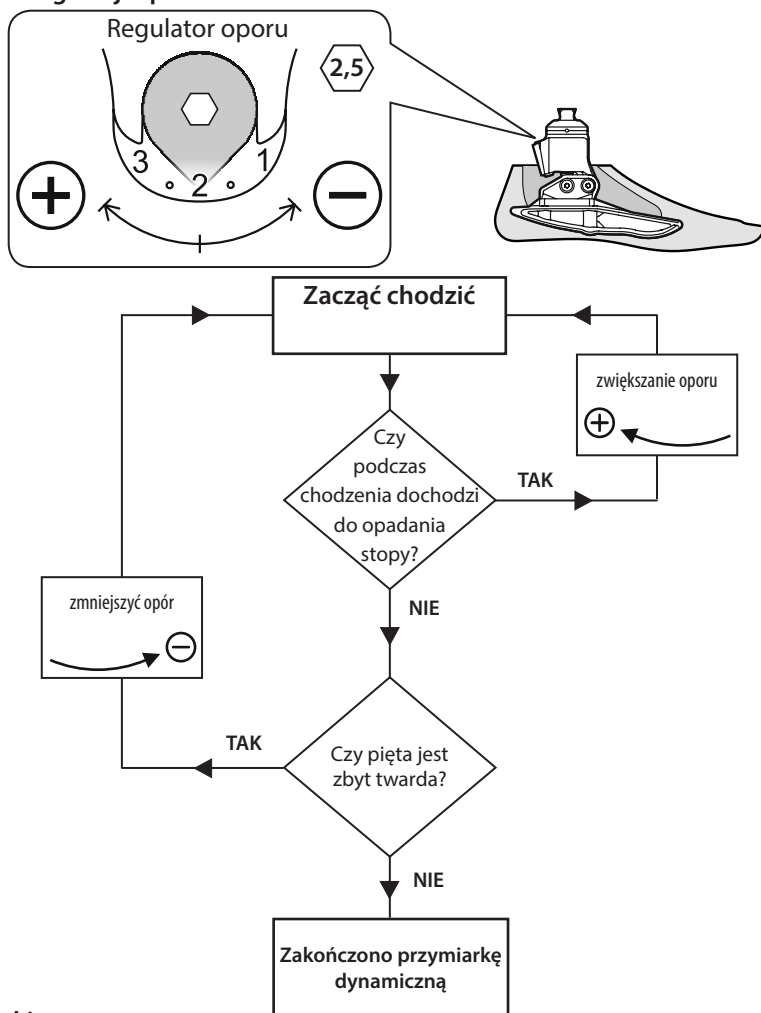 Regulator oporu
2,5
3
2
1
+
−
Zacząć chodzić
zwiększanie oporu
+
Czy
podczas
chodzenia dochodzi
do opadania
stopy?
TAK
NIE
zmniejszyć opór
−
TAK
Czy pięta jest
zbyt twarda?
NIE
Zakończono przymiarkę
dynamiczną